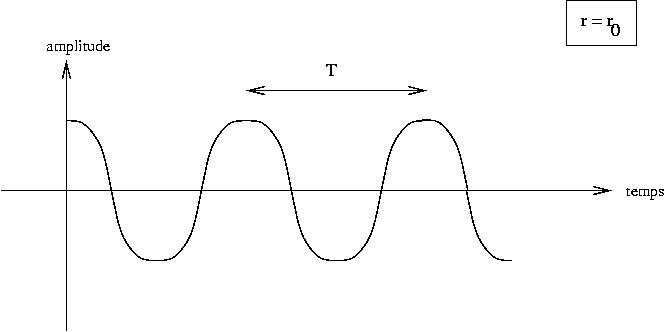 r = r0
amplitude
T
temps